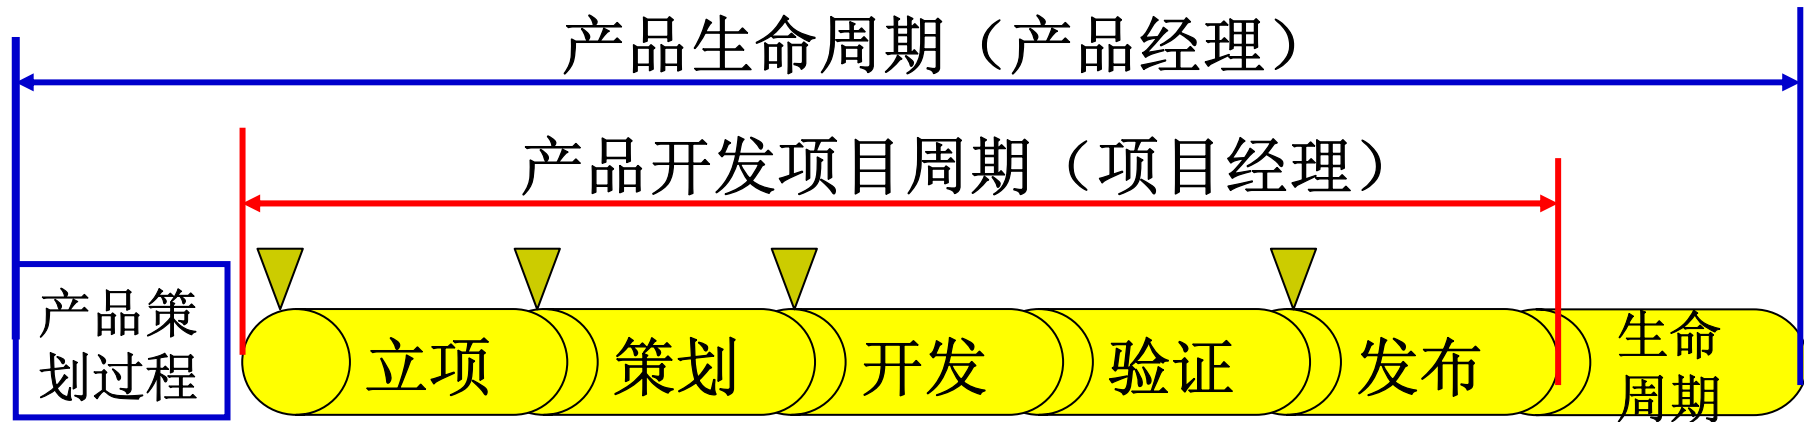 产品生命周期（产品经理）
产品开发项目周期（项目经理）
产品策
划过程
立项
策划
开发
验证
发布
生命
周期